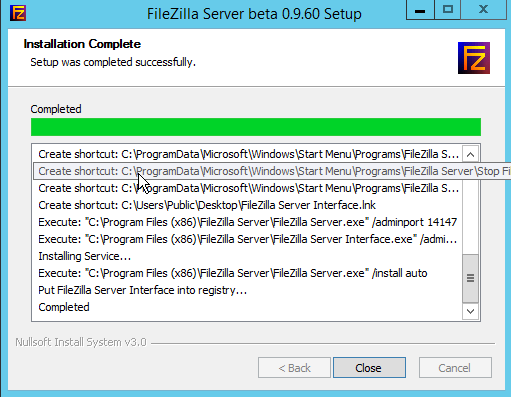 FileZilla Server beta 0.9.60 Setup
Installation Complete
Setup was completed successfully.
Completed
Create shortcut: C:\ProgramData\Microsoft\Windows\Start Menu\Programs\FileZilla S...
Create shortcut: C:\ProgramData\Microsoft\Windows\Start Menu\Programs\FileZilla Server\Stop Fi
Create shortcut: C:\ProgramData\Microsoft\Windows\Start Menu\Programs\FileZilla S...
Create shortcut: C:\Users\Public\Desktop\FileZilla Server Interface.lnk
Execute: "C:\Program Files (x86)\FileZilla Server\FileZilla Server.exe" /adminport 14147
Execute: "C:\Program Files (x86)\FileZilla Server\FileZilla Server Interface.exe" /admi...
Installing Service...
Execute: "C:\Program Files (x86)\FileZilla Server\FileZilla Server.exe" /install auto
Put FileZilla Server Interface into registry...
Completed
Nullsoft Install System v3.0
< Back Close Cancel